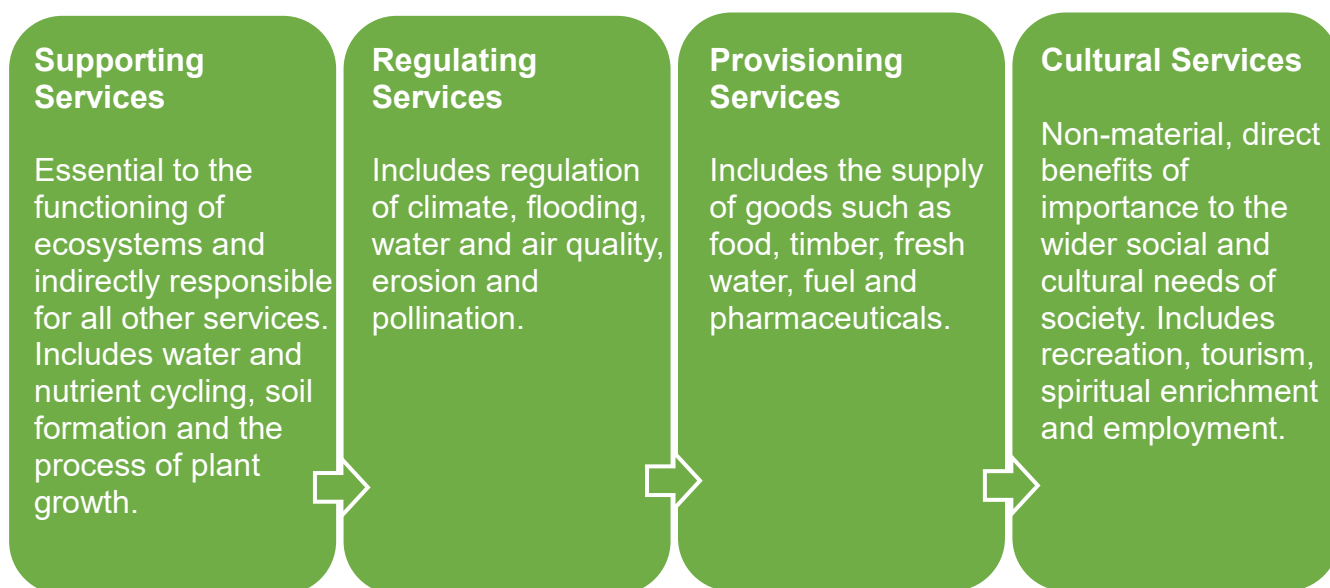 Supporting
Services
Essential to the
functioning of
ecosystems and
indirectly responsible
for all other services.
Includes water and
nutrient cycling, soil
formation and the
process of plant
growth.
Regulating
Services
Includes regulation
of climate, flooding,
water and air quality,
erosion and
pollination.
Provisioning
Services
Includes the supply
of goods such as
food, timber, fresh
water, fuel and
pharmaceuticals.
Cultural Services
Non-material, direct
benefits of
importance to the
wider social and
cultural needs of
society. Includes
recreation, tourism,
spiritual enrichment
and employment.